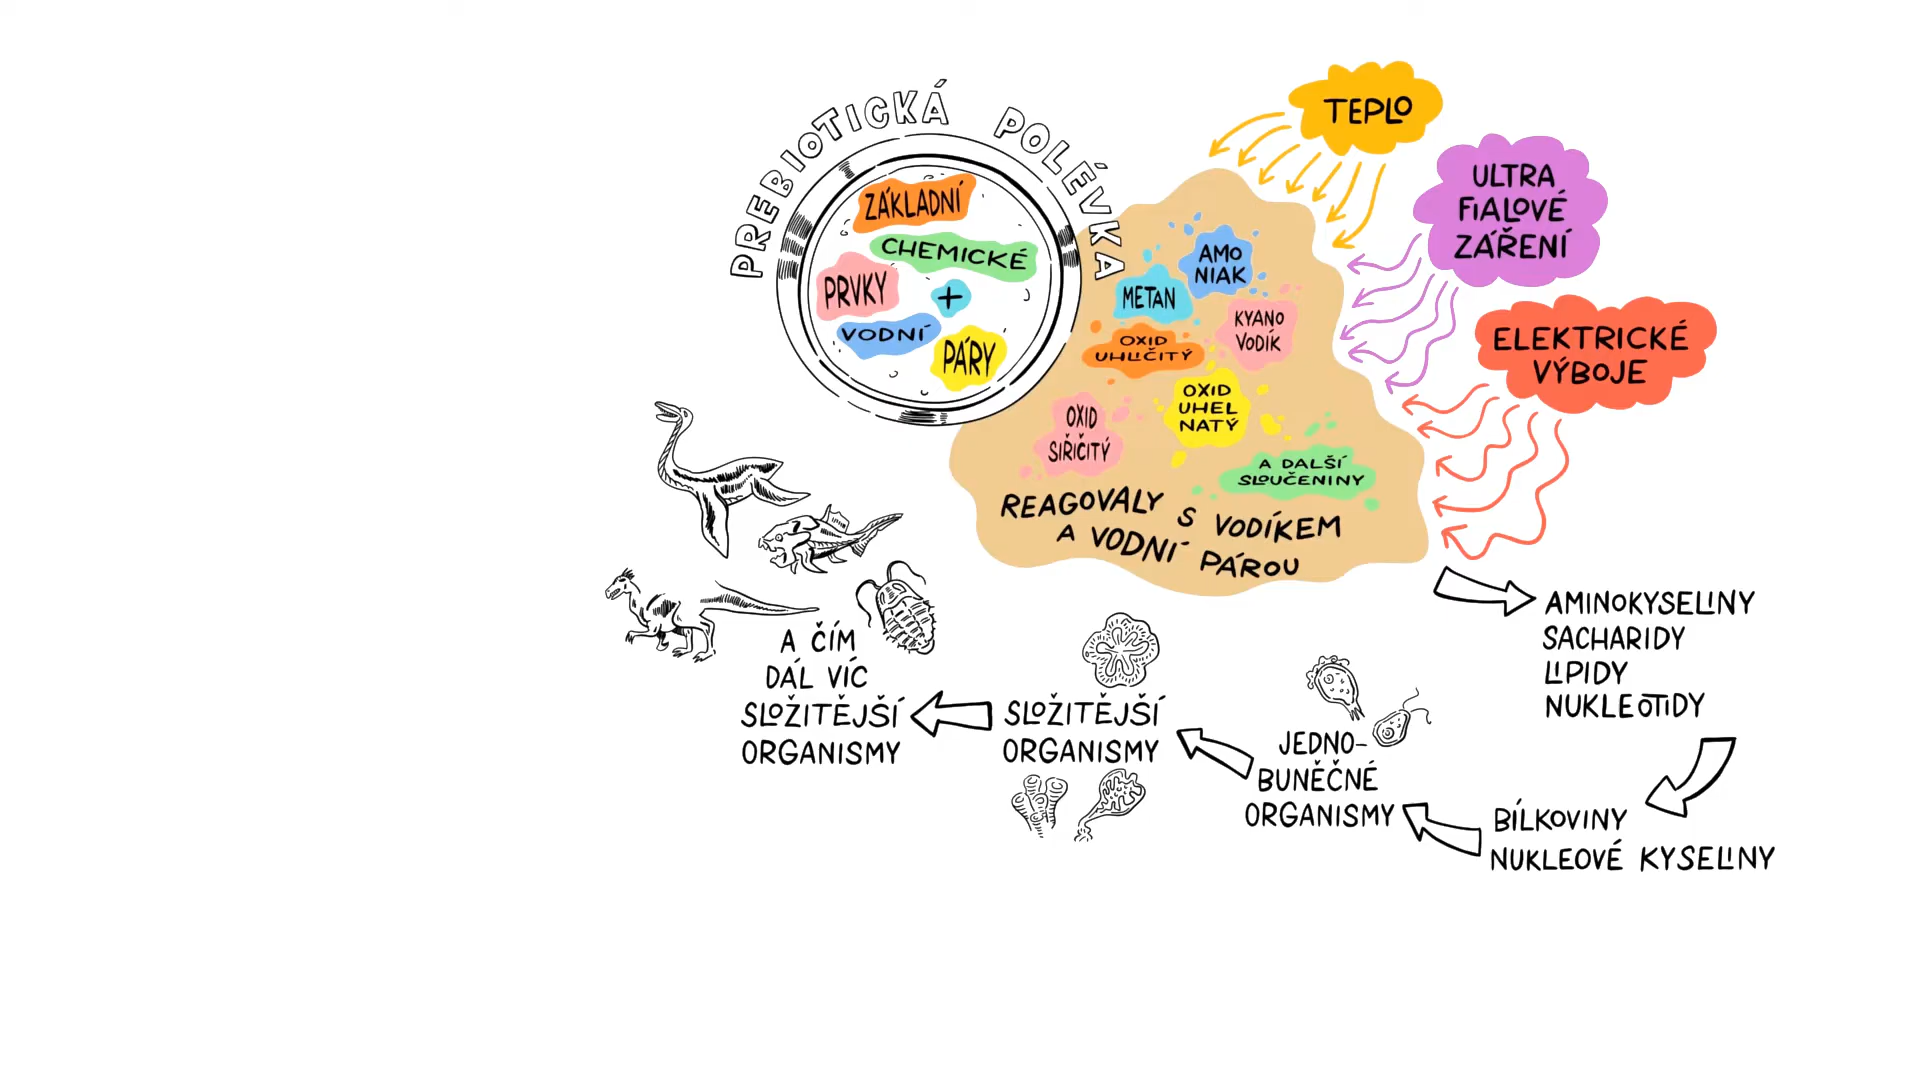 PREBIOTICKÁ POLÉVKA
ZÁKLADNÍ
CHEMICKÉ
PRVKY
+
VODNÍ
PÁRY
TEPLO
ULTRA
FIALOVÉ
ZÁŘENÍ
ELEKTRICKÉ
VÝBOJE
AMO
NIAK
METAN
KYANO
VODÍK
OXID
UHLIČITÝ
OXID
UHEL
NATÝ
OXID
SIŘIČITÝ
A DALŠÍ
SLOUČENINY
REAGOVALY S VODÍKEM
A VODNÍ PÁROU
AMINOKYSELINY
SACHARIDY
LIPIDY
NUKLEOTIDY
BÍLKOVINY
NUKLEOVÉ KYSELINY
JEDNO-
BUNĚČNÉ
ORGANISMY
SLOŽITĚJŠÍ
ORGANISMY
A ČÍM
DÁL VÍC
SLOŽITĚJŠÍ
ORGANISMY